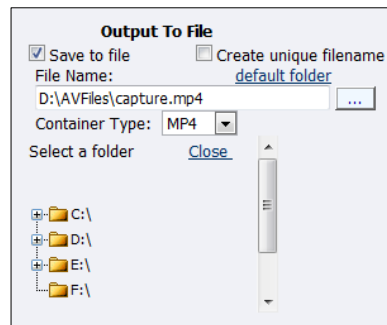 Output To File
Save to file Create unique filename
File Name: default folder
D:\AVFiles\capture.mp4 ...
Container Type: MP4
Select a folder Close
C:\
D:\
E:\
F:\